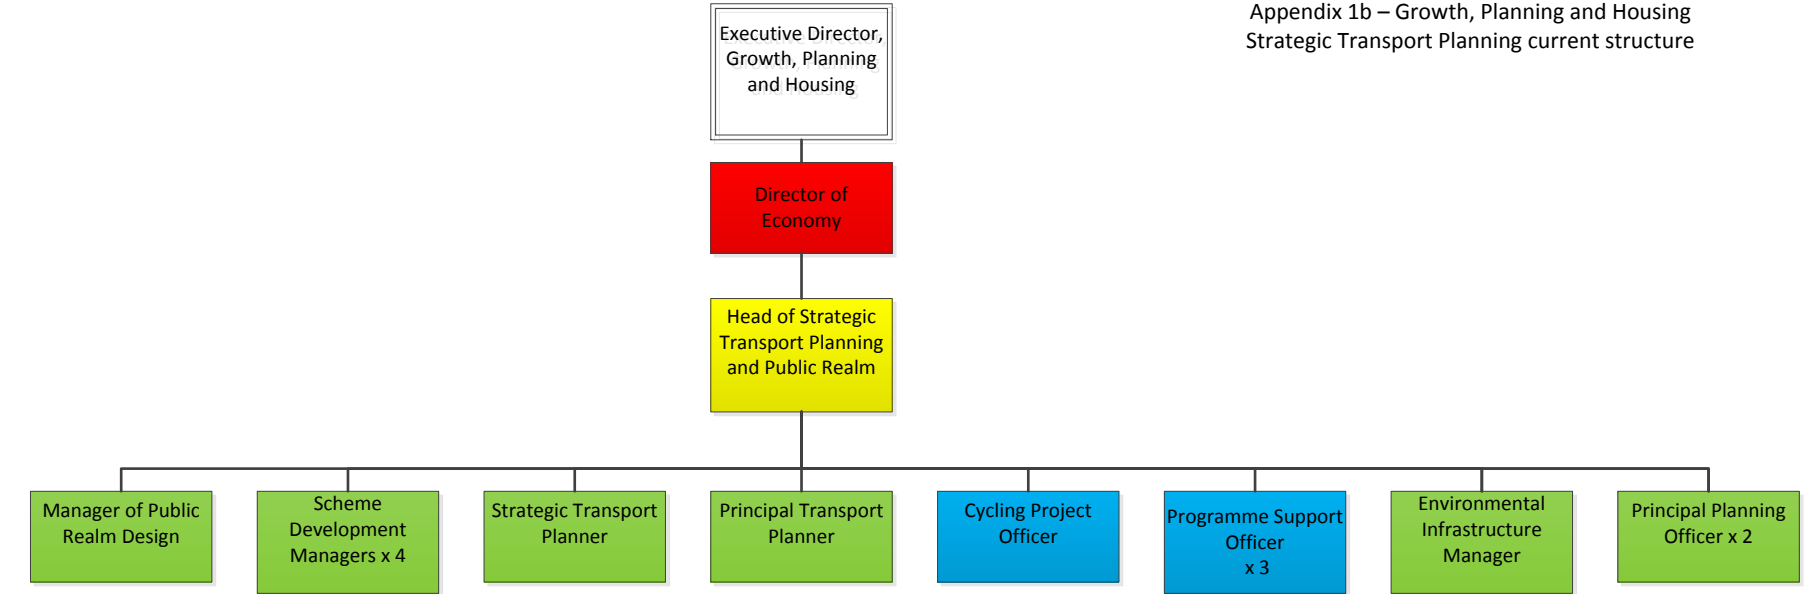 Appendix 1b – Growth, Planning and Housing
Strategic Transport Planning current structure
Executive Director,
Growth, Planning
and Housing
Director of
Economy
Head of Strategic
Transport Planning
and Public Realm
Manager of Public
Realm Design
Scheme
Development
Managers x 4
Strategic Transport
Planner
Principal Transport
Planner
Cycling Project
Officer
Programme Support
Officer
x 3
Environmental
Infrastructure
Manager
Principal Planning
Officer x 2